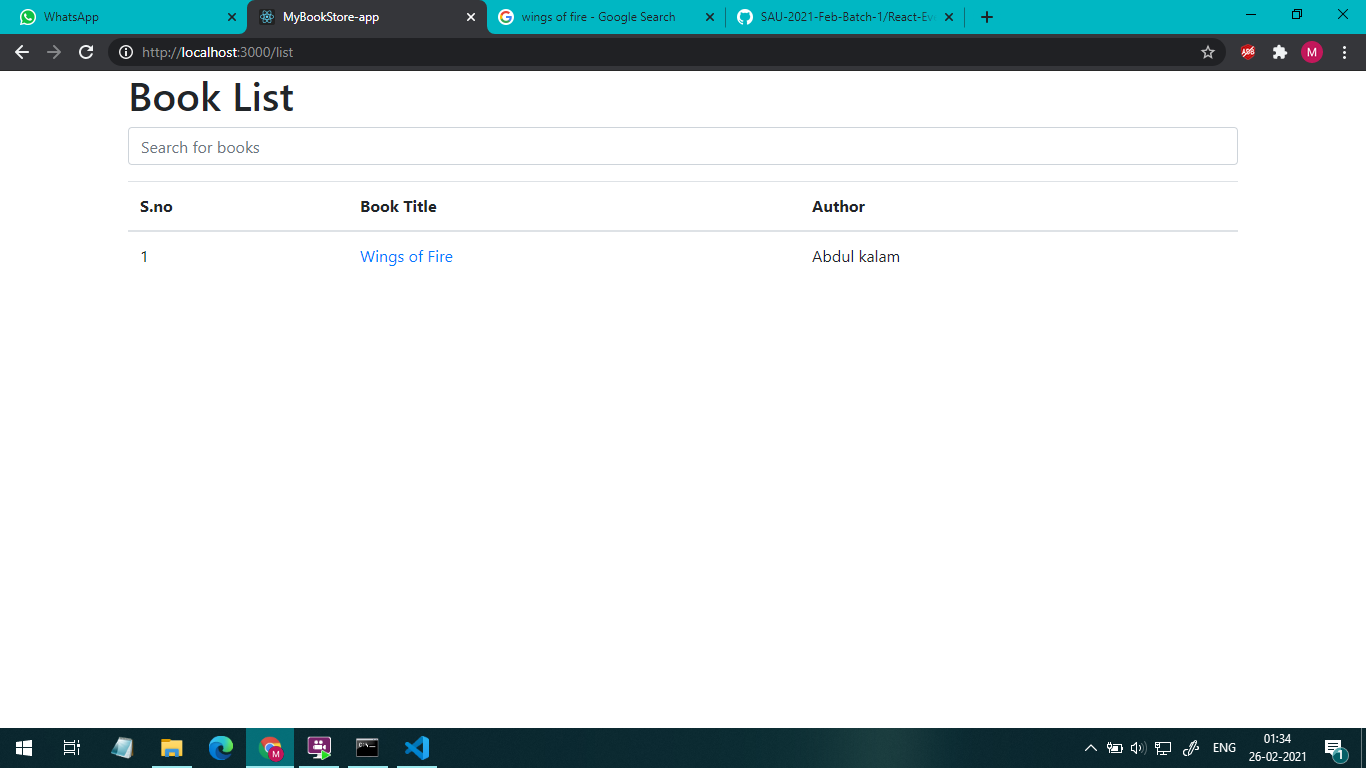 WhatsApp
MyBookStore-app
wings of fire - Google Search
SAU-2021-Feb-Batch-1/React-Ev
http://localhost:3000/list
ADS
M
Book List
Search for books
S.no Book Title Author
1 Wings of Fire Abdul kalam
M
ENG
01:34
26-02-2021
1